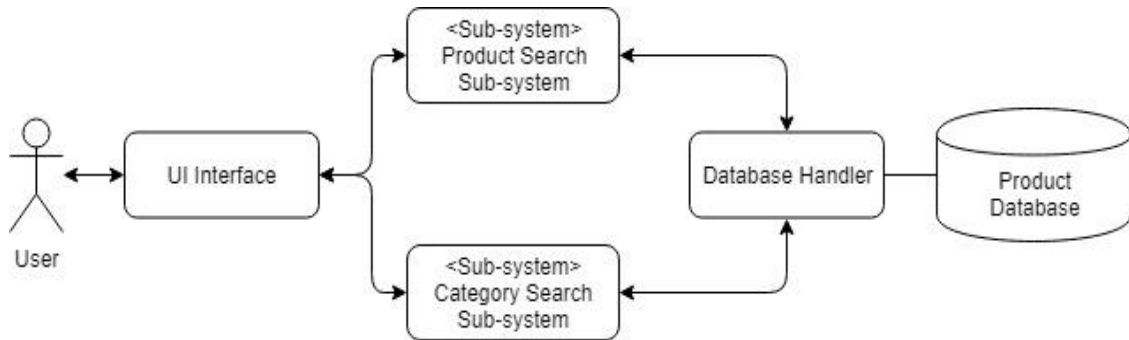 <Sub-system>
Product Search
Sub-system
User
UI Interface
<Sub-system>
Category Search
Sub-system
Database Handler
Product
Database